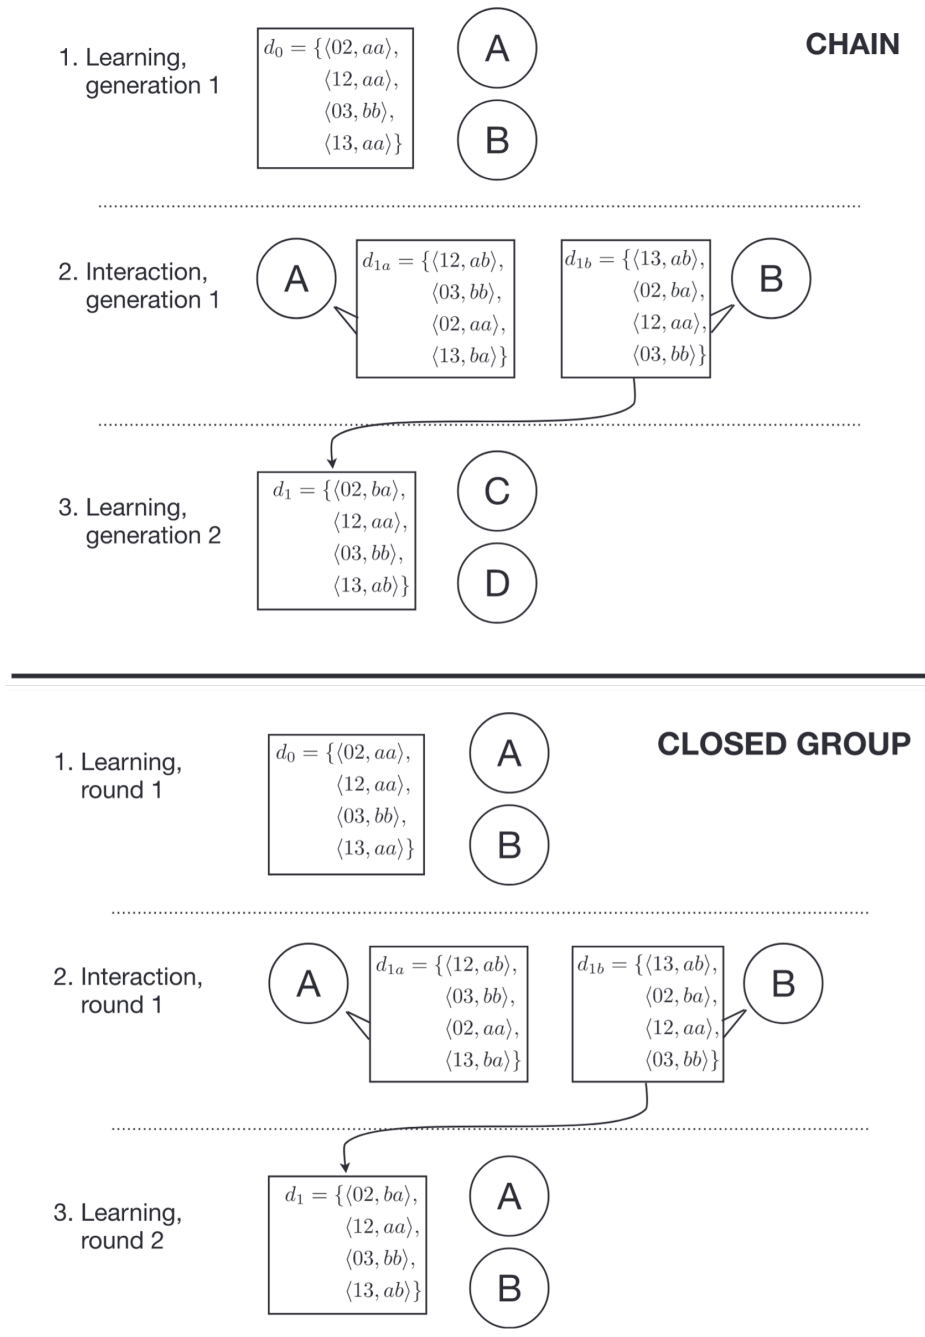 CHAIN
1. Learning,
generation 1
d₀ = {⟨02, aa⟩,
⟨12, aa⟩,
⟨03, bb⟩,
⟨13, aa⟩}
A
B
2. Interaction,
generation 1
A
d₁ₐ = {⟨12, ab⟩,
⟨03, bb⟩,
⟨02, aa⟩,
⟨13, ba⟩}
d_{1b} = {⟨13, ab⟩,
⟨02, ba⟩,
⟨12, aa⟩,
⟨03, bb⟩}
B
3. Learning,
generation 2
d₁ = {⟨02, ba⟩,
⟨12, aa⟩,
⟨03, bb⟩,
⟨13, ab⟩}
C
D
CLOSED GROUP
1. Learning,
round 1
d₀ = {⟨02, aa⟩,
⟨12, aa⟩,
⟨03, bb⟩,
⟨13, aa⟩}
A
B
2. Interaction,
round 1
A
d₁ₐ = {⟨12, ab⟩,
⟨03, bb⟩,
⟨02, aa⟩,
⟨13, ba⟩}
d_{1b} = {⟨13, ab⟩,
⟨02, ba⟩,
⟨12, aa⟩,
⟨03, bb⟩}
B
3. Learning,
round 2
d₁ = {⟨02, ba⟩,
⟨12, aa⟩,
⟨03, bb⟩,
⟨13, ab⟩}
A
B